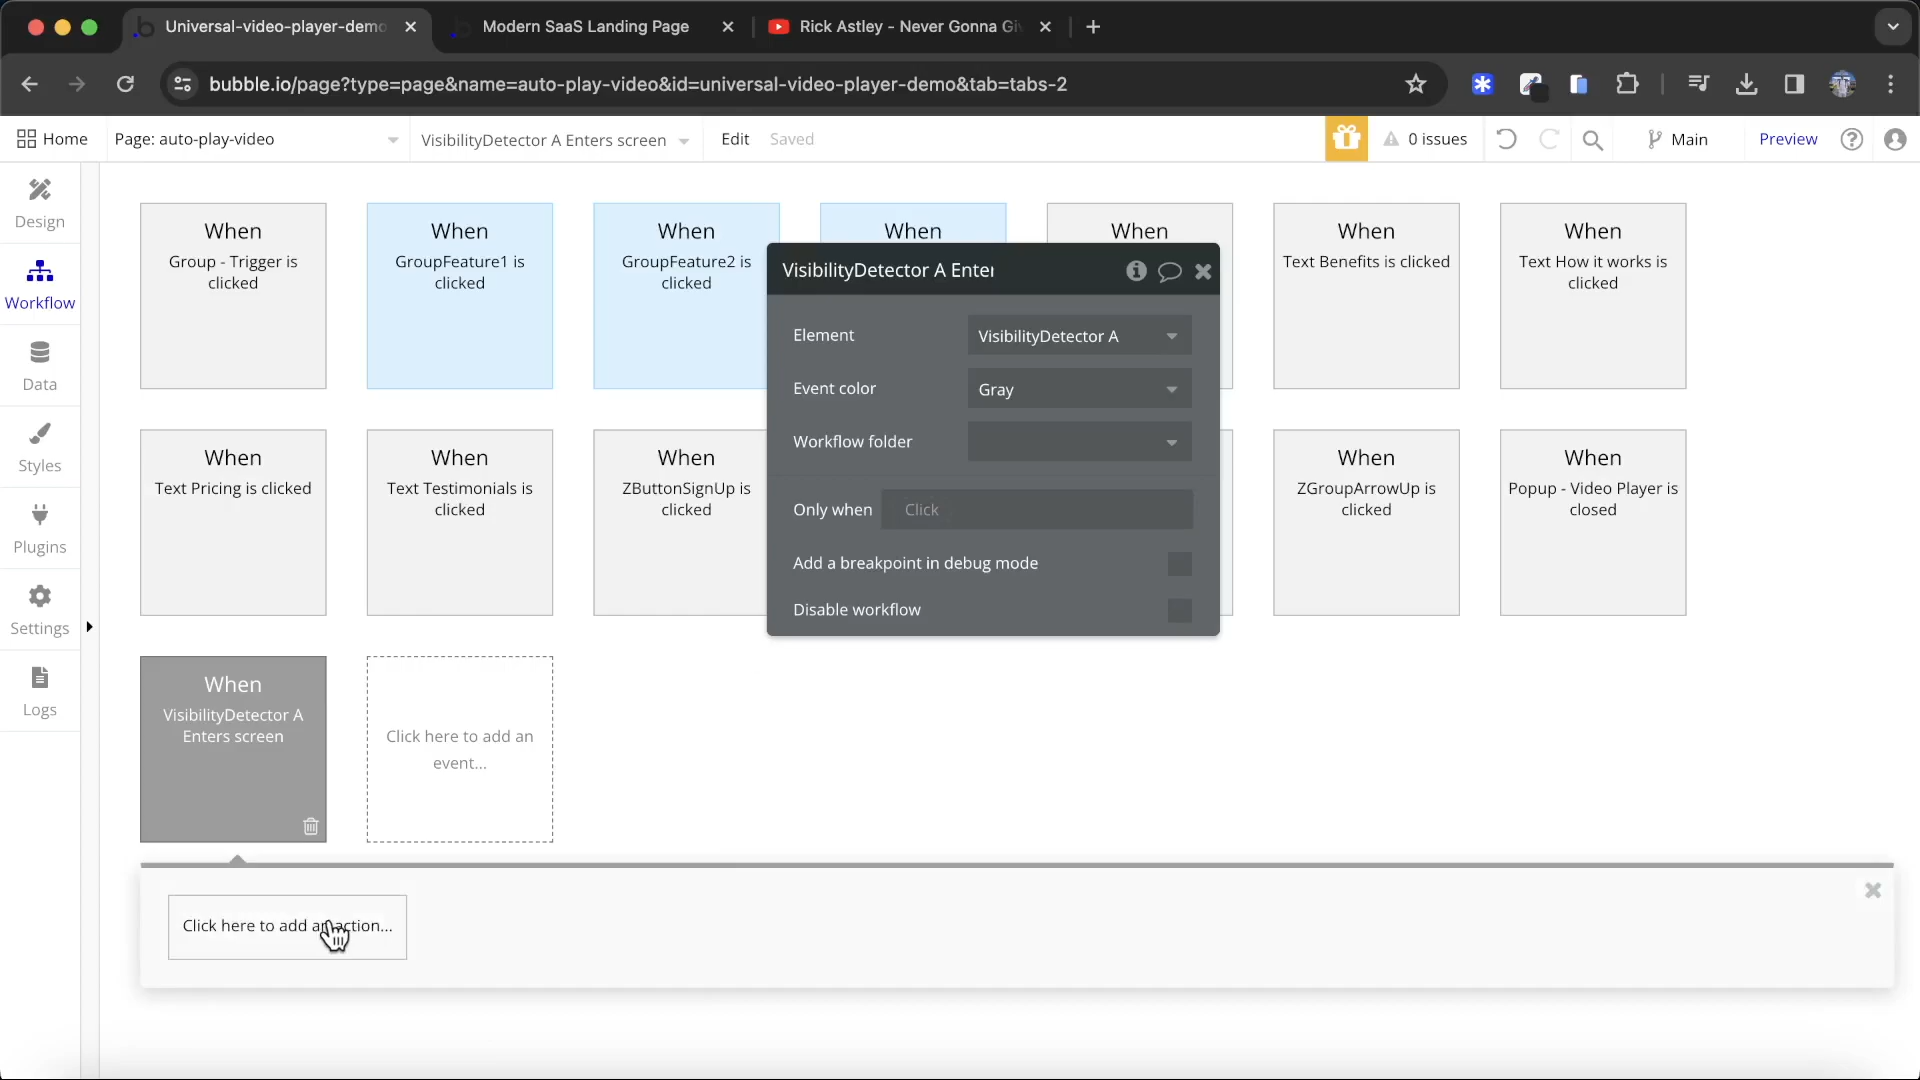 Universal-video-player-demo
Modern SaaS Landing Page
Rick Astley - Never Gonna Gi
bubble.io/page?type=page&name=auto-play-video&id=universal-video-player-demo&tab=tabs-2
Home
Page: auto-play-video
VisibilityDetector A Enters screen
Edit
Saved
0 issues
Main
Preview
Design
Workflow
Data
Styles
Plugins
Settings
Logs
When
Group - Trigger is
clicked
When
GroupFeature1 is
clicked
When
GroupFeature2 is
clicked
When
When
When
Text Benefits is clicked
When
Text How it works is
clicked
VisibilityDetector A Enter
Element
VisibilityDetector A
Event color
Gray
Workflow folder
Only when
Click
Add a breakpoint in debug mode
Disable workflow
When
Text Pricing is clicked
When
Text Testimonials is
clicked
When
ZButtonSignUp is
clicked
When
ZGroupArrowUp is
clicked
When
Popup - Video Player is
closed
When
VisibilityDetector A
Enters screen
Click here to add an
event...
Click here to add an action...